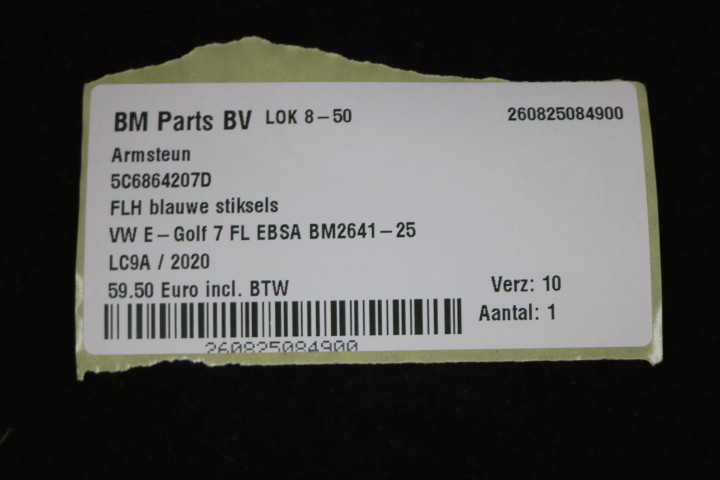 BM Parts BV LOK 8-50 260825084900
Armsteun
5C6864207D
FLH blauwe stiksels
VW E-Golf 7 FL EBSA BM2641-25
LC9A / 2020
59.50 Euro incl. BTW Verz: 10
Aantal: 1
260825084900